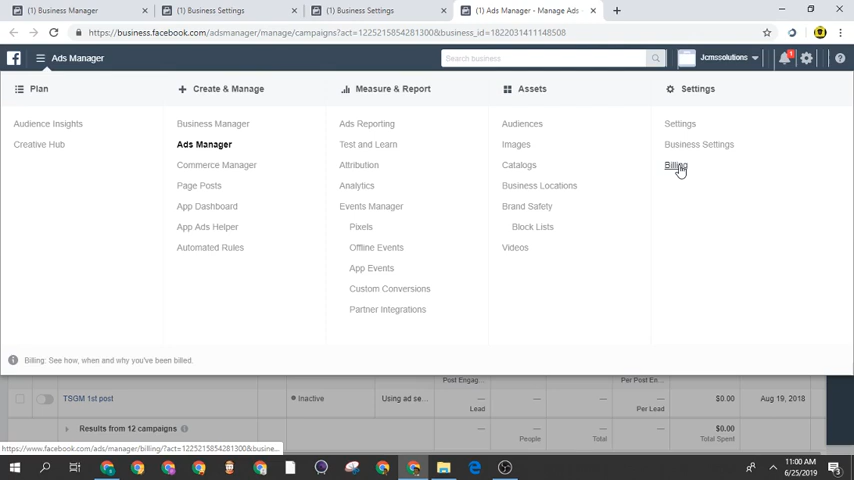 (1) Business Manager
(1) Business Settings
(1) Business Settings
(1) Ads Manager - Manage Ads -
https://business.facebook.com/adsmanager/manage/campaigns?act=1225215854281300&business_id=1822031411148508
Ads Manager
Search business
Jcmssolutions
1
Plan
Audience Insights
Creative Hub
Create & Manage
Business Manager
Ads Manager
Commerce Manager
Page Posts
App Dashboard
App Ads Helper
Automated Rules
Measure & Report
Ads Reporting
Test and Learn
Attribution
Analytics
Events Manager
Pixels
Offline Events
App Events
Custom Conversions
Partner Integrations
Assets
Audiences
Images
Catalogs
Business Locations
Brand Safety
Block Lists
Videos
Settings
Settings
Business Settings
Billing
Billing: See how, when and why you've been billed.
Post Engag...
Per Post En...
TSGM 1st post
Inactive
Using ad se...
—
—
—
$0.00
Aug 19, 2018
Lead
Per Lead
Results from 12 campaigns
—
—
—
$0.00
People
Total
Total Spent
https://www.facebook.com/ads/manager/billing/?act=1225215854281300&busine...
11:00 AM
6/25/2019
3